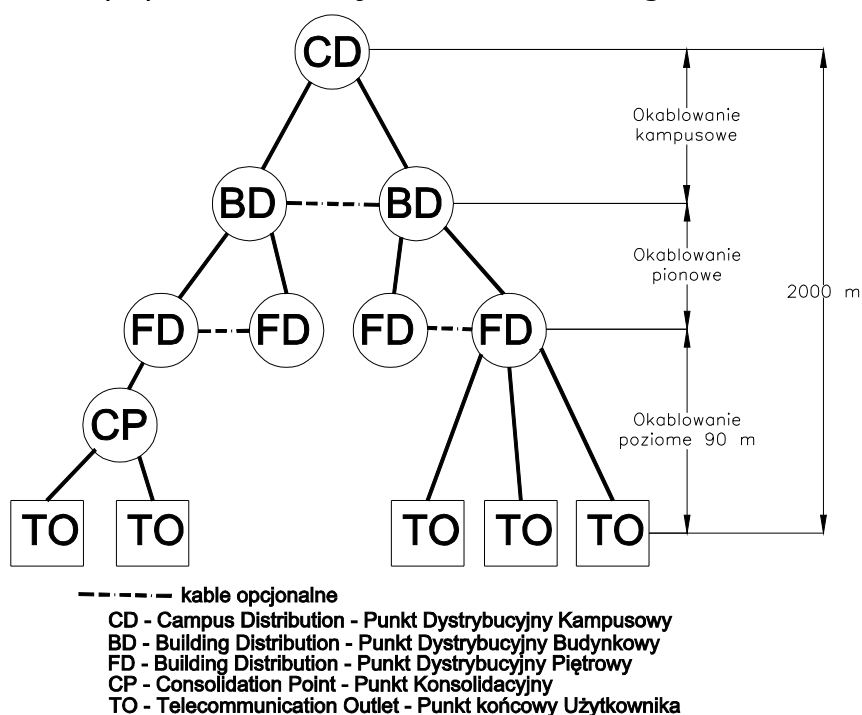 CD
Okablowanie
kampusowe
BD
BD
Okablowanie
pionowe
2000 m
FD
FD
FD
FD
CP
Okablowanie
poziome 90 m
TO
TO
TO
TO
TO
kable opcjonalne
CD - Campus Distribution - Punkt Dystrybucyjny Kampusowy
BD - Building Distribution - Punkt Dystrybucyjny Budynkowy
FD - Building Distribution - Punkt Dystrybucyjny Piętrowy
CP - Consolidation Point - Punkt Konsolidacyjny
TO - Telecommunication Outlet - Punkt końcowy Użytkownika